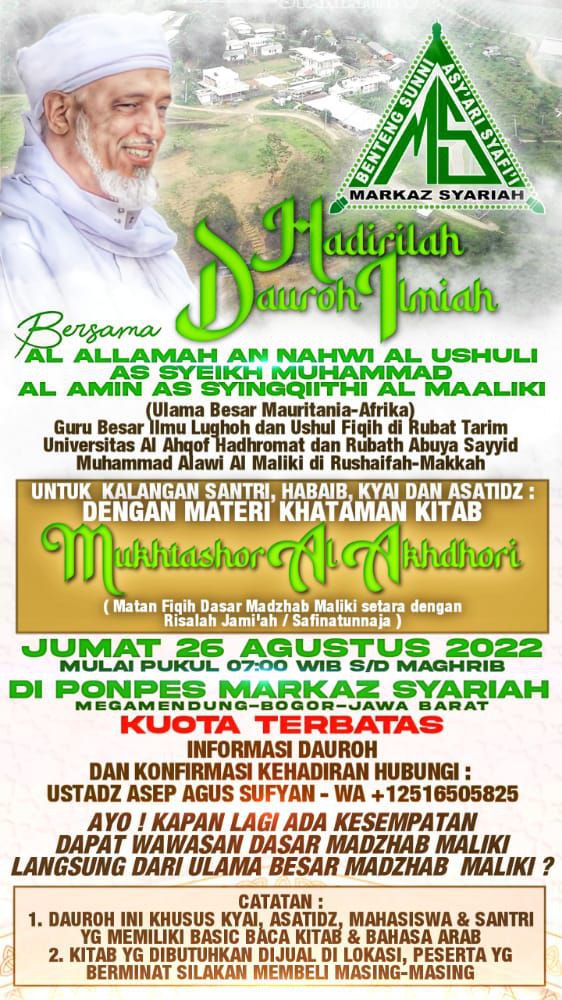 BENTENG SUNNI
ASY'ARI SYAFI'I
MS
MARKAZ SYARIAH
Hadirilah
Dauroh Ilmiah
Bersama
AL ALLAMAH AN NAHWI AL USHULI
AS SYEIKH MUHAMMAD
AL AMIN AS SYINGQIITHI AL MAALIKI
(Ulama Besar Mauritania-Afrika)
Guru Besar Ilmu Lughoh dan Ushul Fiqih di Rubat Tarim
Universitas Al Ahqof Hadhromat dan Rubath Abuya Sayyid
Muhammad Alawi Al Maliki di Rushaifah-Makkah
UNTUK KALANGAN SANTRI, HABAIB, KYAI DAN ASATIDZ :
DENGAN MATERI KHATAMAN KITAB
Mukhtashor Al Akhdhori
( Matan Fiqih Dasar Madzhab Maliki setara dengan
Risalah Jami'ah / Safinatunnaja )
JUMAT 26 AGUSTUS 2022
MULAI PUKUL 07:00 WIB S/D MAGHRIB
DI PONPES MARKAZ SYARIAH
MEGAMENDUNG-BOGOR-JAWA BARAT
KUOTA TERBATAS
INFORMASI DAUROH
DAN KONFIRMASI KEHADIRAN HUBUNGI :
USTADZ ASEP AGUS SUFYAN - WA +12516505825
AYO ! KAPAN LAGI ADA KESEMPATAN
DAPAT WAWASAN DASAR MADZHAB MALIKI
LANGSUNG DARI ULAMA BESAR MADZHAB MALIKI ?
CATATAN :
1. DAUROH INI KHUSUS KYAI, ASATIDZ, MAHASISWA & SANTRI
YG MEMILIKI BASIC BACA KITAB & BAHASA ARAB
2. KITAB YG DIBUTUHKAN DIJUAL DI LOKASI, PESERTA YG
BERMINAT SILAKAN MEMBELI MASING-MASING